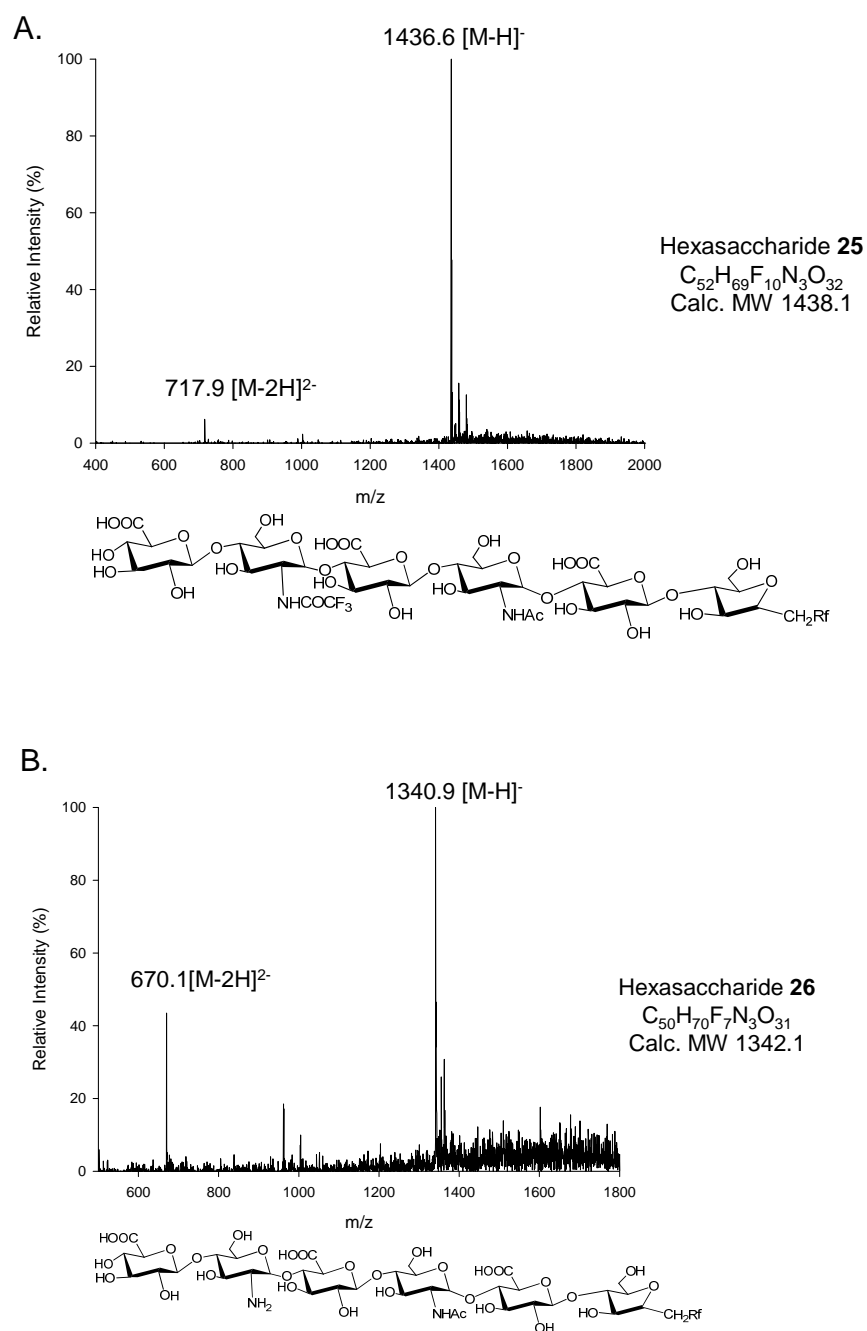 A.
1436.6 [M-H]⁻
100
80
60
40
20
0
Relative Intensity (%)
717.9 [M-2H]²⁻
400 600 800 1000 1200 1400 1600 1800 2000
m/z
Hexasaccharide 25
C₅₂H₆₉F₁₀N₃O₃₂
Calc. MW 1438.1
HOOC OH HOOC OH HOOC OH
HO O O O O O O O O O O O
HO HO HO HO HO HO CH₂Rf
OH NHCOCF₃ OH NHAc OH
B.
1340.9 [M-H]⁻
100
80
60
40
20
0
Relative Intensity (%)
670.1[M-2H]²⁻
600 800 1000 1200 1400 1600 1800
m/z
Hexasaccharide 26
C₅₀H₇₀F₇N₃O₃₁
Calc. MW 1342.1
HOOC OH HOOC OH HOOC OH
HO O O O O O O O O O O O
HO HO HO HO HO HO CH₂Rf
OH NH₂ OH NHAc OH